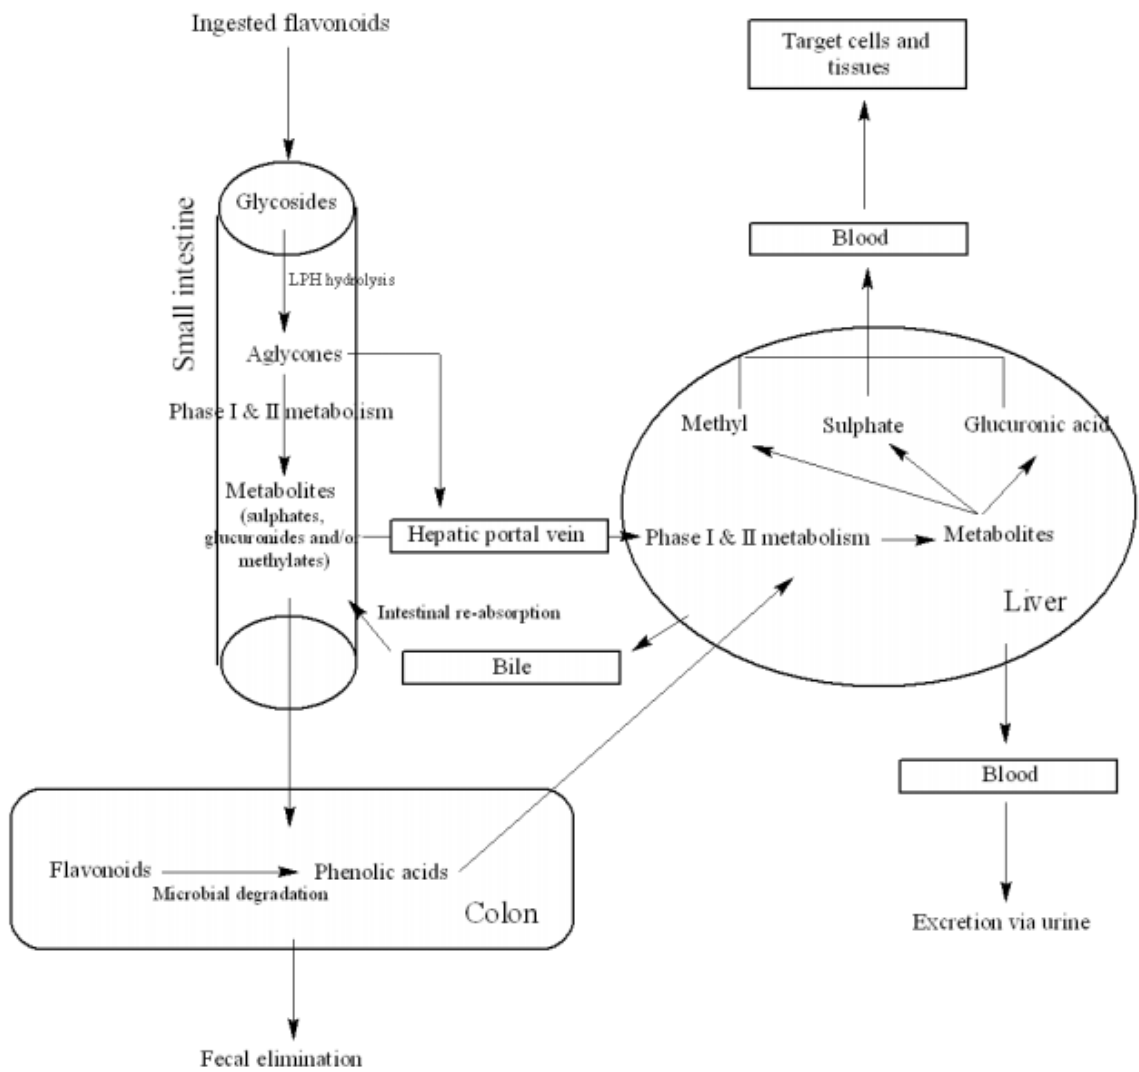 Ingested flavonoids
Target cells and
tissues
Glycosides
Small intestine
Blood
LPH hydrolysis
Aglycones
Phase I & II metabolism
Methyl
Sulphate
Glucuronic acid
Metabolites
(sulphates,
glucuronides and/or
methylates)
Hepatic portal vein
Phase I & II metabolism
Metabolites
Liver
Intestinal re-absorption
Bile
Blood
Flavonoids
Phenolic acids
Microbial degradation
Colon
Excretion via urine
Fecal elimination